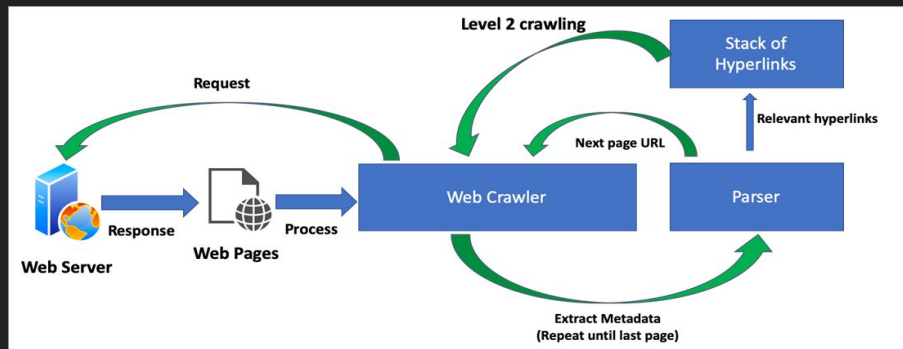 Level 2 crawling
Stack of
Hyperlinks
Request
Relevant hyperlinks
Next page URL
Web Crawler
Parser
Response
Process
Web Server
Web Pages
Extract Metadata
(Repeat until last page)